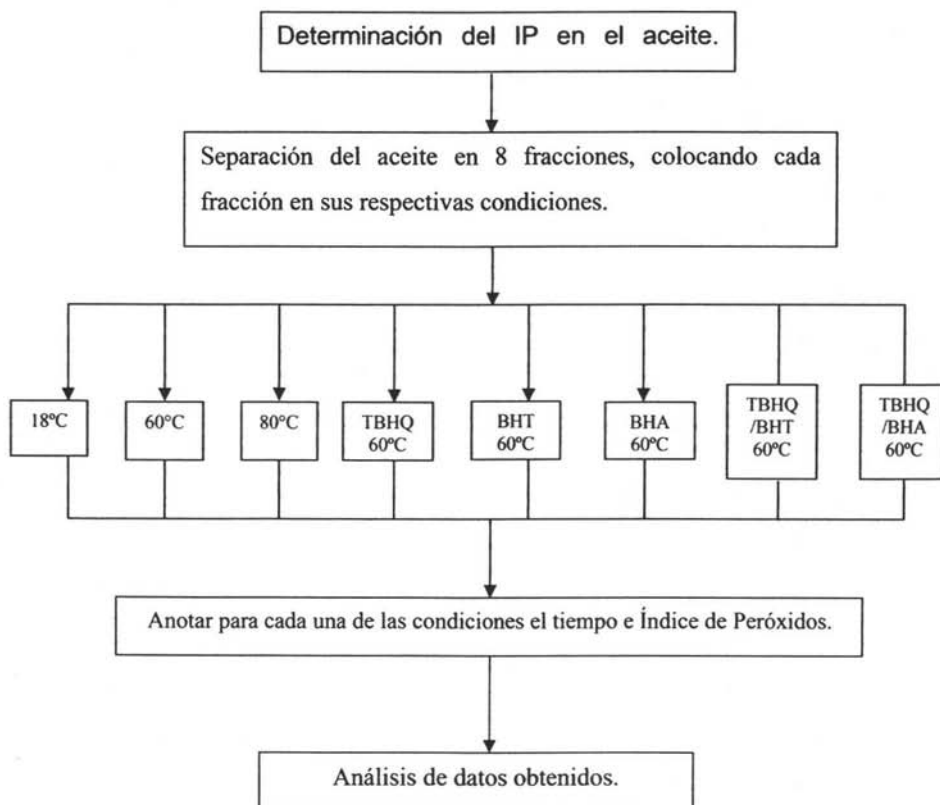 Determinación del IP en el aceite.
Separación del aceite en 8 fracciones, colocando cada
fracción en sus respectivas condiciones.
18ºC
60°C
80°C
TBHQ
60ºC
BHT
60ºC
BHA
60ºC
TBHQ
/BHT
60ºC
TBHQ
/BHA
60ºC
Anotar para cada una de las condiciones el tiempo e Índice de Peróxidos.
Análisis de datos obtenidos.